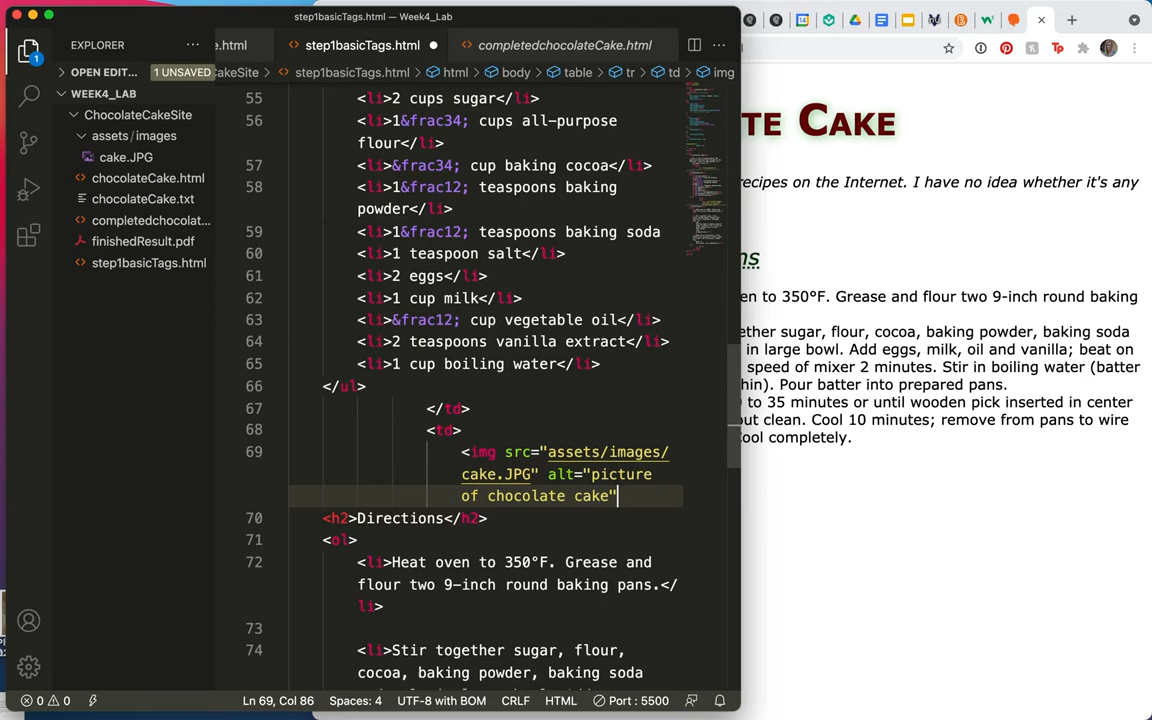 step1basicTags.html — Week4_Lab
EXPLORER
e.html
step1basicTags.html
completedchocolateCake.html
OPEN EDIT...
1 UNSAVED
CakeSite > step1basicTags.html > html > body > table > tr > td > img
WEEK4_LAB
ChocolateCakeSite
assets/images
cake.JPG
chocolateCake.html
chocolateCake.txt
completedchocolat...
finishedResult.pdf
step1basicTags.html
55 <li>2 cups sugar</li>
56 <li>1&frac34; cups all-purpose
flour</li>
57 <li>&frac34; cup baking cocoa</li>
58 <li>1&frac12; teaspoons baking
powder</li>
59 <li>1&frac12; teaspoons baking soda
60 <li>1 teaspoon salt</li>
61 <li>2 eggs</li>
62 <li>1 cup milk</li>
63 <li>&frac12; cup vegetable oil</li>
64 <li>2 teaspoons vanilla extract</li>
65 <li>1 cup boiling water</li>
66 </ul>
67 </td>
68 <td>
69 <img src="assets/images/
cake.JPG" alt="picture
of chocolate cake"
70 <h2>Directions</h2>
71 <ol>
72 <li>Heat oven to 350°F. Grease and
flour two 9-inch round baking pans.</
li>
73
74 <li>Stir together sugar, flour,
cocoa, baking powder, baking soda
0 0
Ln 69, Col 86
Spaces: 4
UTF-8 with BOM
CRLF
HTML
Port : 5500
1
TE CAKE
recipes on the Internet. I have no idea whether it's any
ns
en to 350°F. Grease and flour two 9-inch round baking
ether sugar, flour, cocoa, baking powder, baking soda
in large bowl. Add eggs, milk, oil and vanilla; beat on
speed of mixer 2 minutes. Stir in boiling water (batter
hin). Pour batter into prepared pans.
to 35 minutes or until wooden pick inserted in center
out clean. Cool 10 minutes; remove from pans to wire
Cool completely.